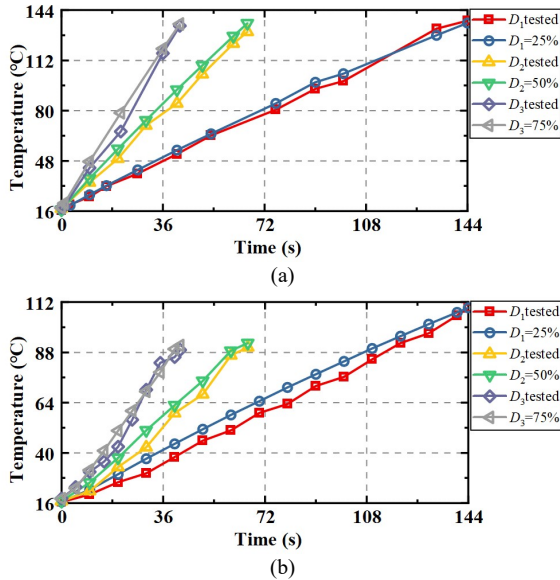 144
112
80
48
16
Temperature (℃)
0 36 72 108 144
Time (s)
D₁tested
D₁=25%
D₂tested
D₂=50%
D₃tested
D₃=75%
(a)
112
88
64
40
16
Temperature (℃)
0 36 72 108 144
Time (s)
D₁tested
D₁=25%
D₂tested
D₂=50%
D₃tested
D₃=75%
(b)